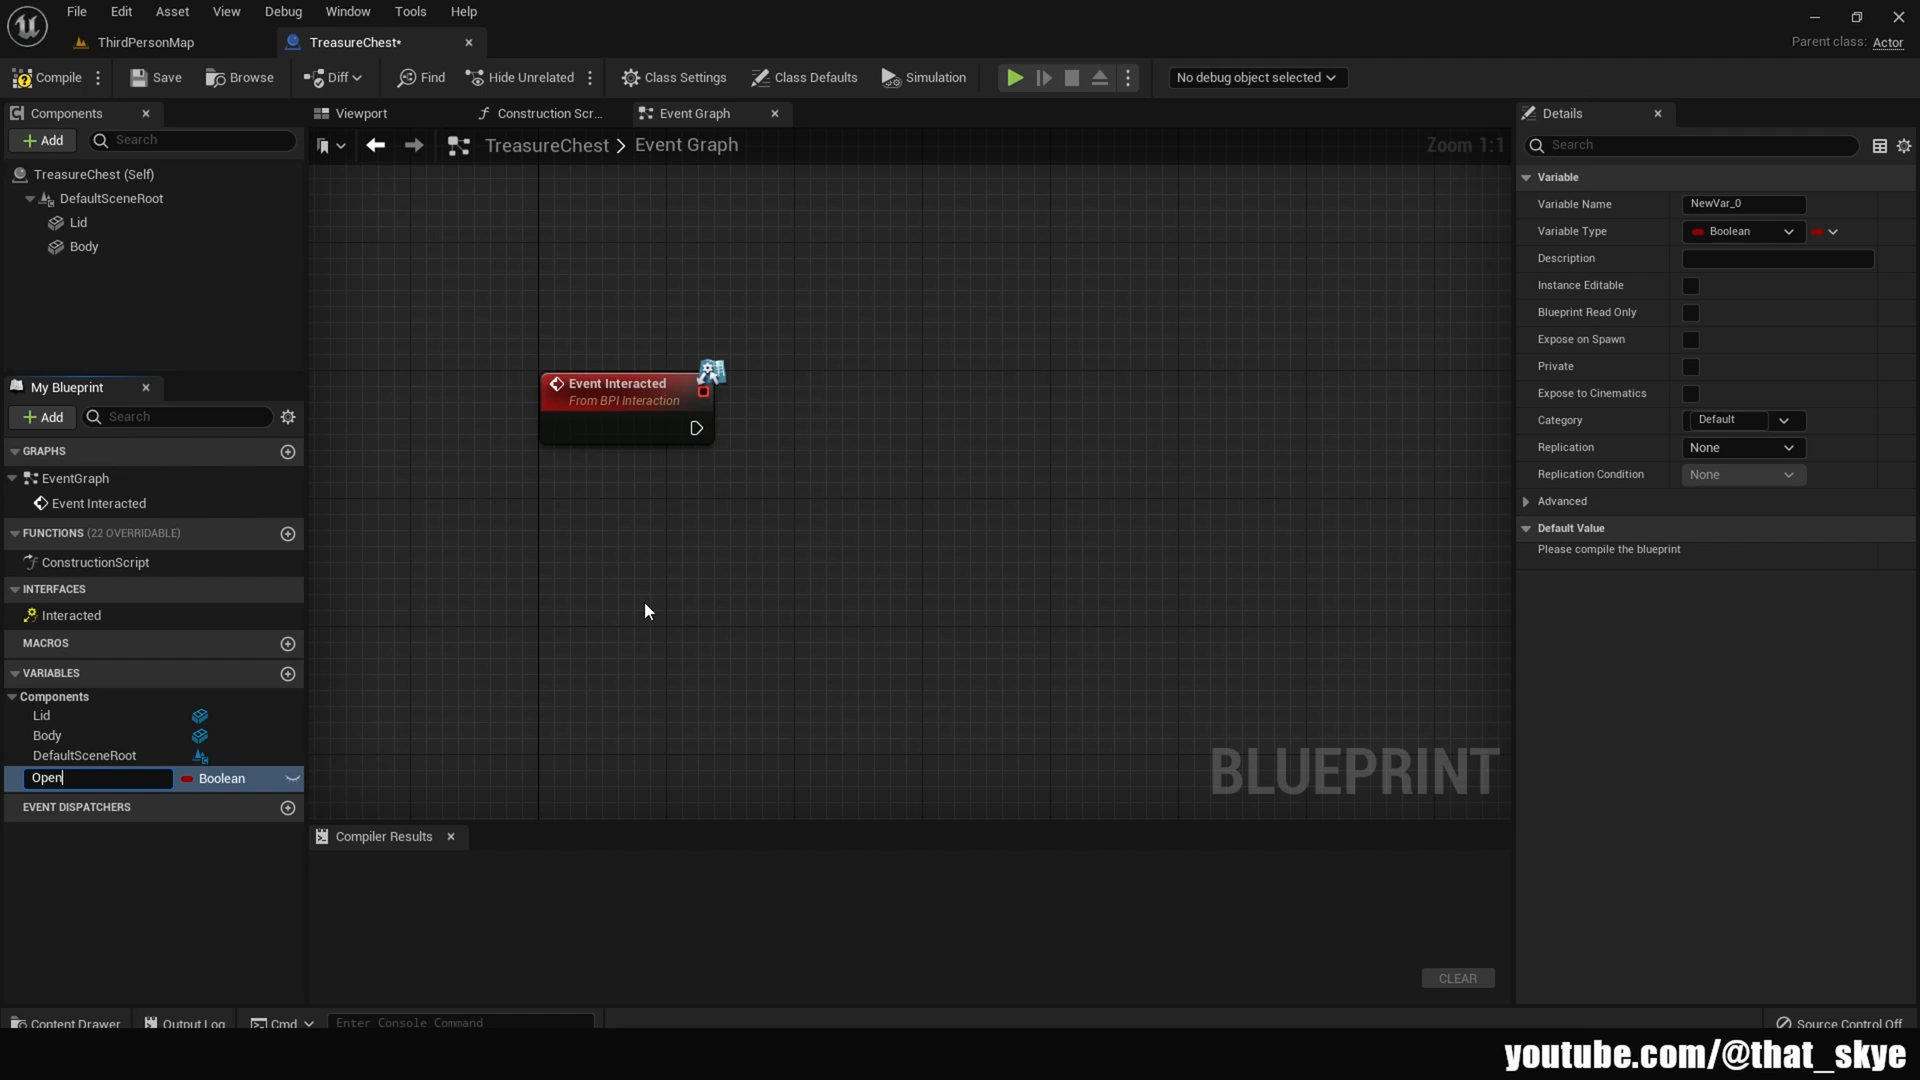 File Edit Asset View Debug Window Tools Help
ThirdPersonMap
TreasureChest*
Parent class: Actor
Compile
Save
Browse
Diff
Find
Hide Unrelated
Class Settings
Class Defaults
Simulation
No debug object selected
Components
Viewport
Construction Scr...
Event Graph
Details
Add
Search
TreasureChest > Event Graph
Zoom 1:1
Search
TreasureChest (Self)
DefaultSceneRoot
Lid
Body
Variable
Variable Name NewVar_0
Variable Type Boolean
Description
Instance Editable
Blueprint Read Only
Expose on Spawn
Private
Expose to Cinematics
Category Default
Replication None
Replication Condition None
Advanced
Default Value
Please compile the blueprint
Event Interacted
From BPI Interaction
My Blueprint
Add
Search
GRAPHS
EventGraph
Event Interacted
FUNCTIONS (22 OVERRIDABLE)
ConstructionScript
INTERFACES
Interacted
MACROS
VARIABLES
Components
Lid
Body
DefaultSceneRoot
Open Boolean
EVENT DISPATCHERS
BLUEPRINT
Compiler Results
CLEAR
Content Drawer
Output Log
Cmd
Enter Console Command
Source Control Off
youtube.com/@that_skye